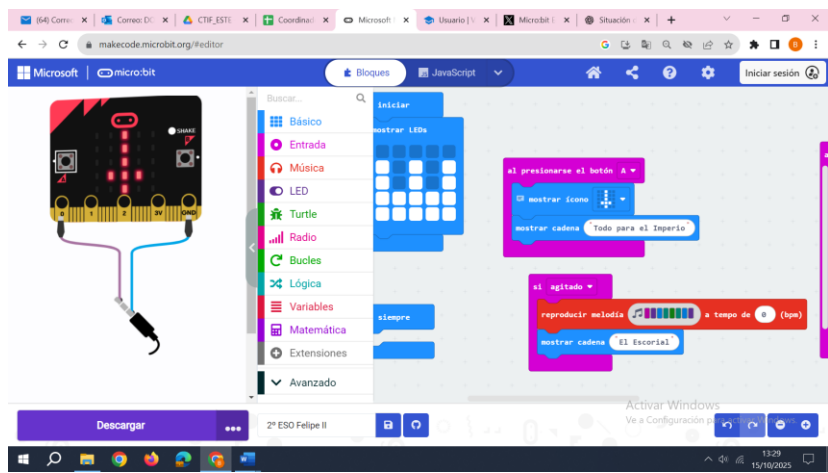 (64) Correo
Correo: DC
CTIF_ESTE
Coordinad
Microsoft
Usuario | V
Micro:bit
Situación
makecode.microbit.org/#editor
Microsoft
micro:bit
Bloques
JavaScript
Iniciar sesión
SHAKE
0 1 2 3V GND
Buscar...
Básico
Entrada
Música
LED
Turtle
Radio
Bucles
Lógica
Variables
Matemática
Extensiones
Avanzado
iniciar
mostrar LEDs
siempre
al presionarse el botón A
mostrar ícono
mostrar cadena "Todo para el Imperio"
si agitado
reproducir melodía a tempo de 0 (bpm)
mostrar cadena "El Escorial"
Activar Windows
Ve a Configuración para activar Windows.
Descargar
2º ESO Felipe II
13:29
15/10/2025